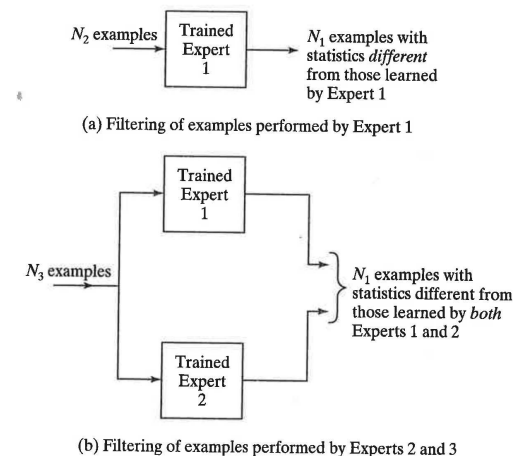 N₂ examples
Trained
Expert
1
N₁ examples with
statistics different
from those learned
by Expert 1
(a) Filtering of examples performed by Expert 1
Trained
Expert
1
N₃ examples
N₁ examples with
statistics different from
those learned by both
Experts 1 and 2
Trained
Expert
2
(b) Filtering of examples performed by Experts 2 and 3